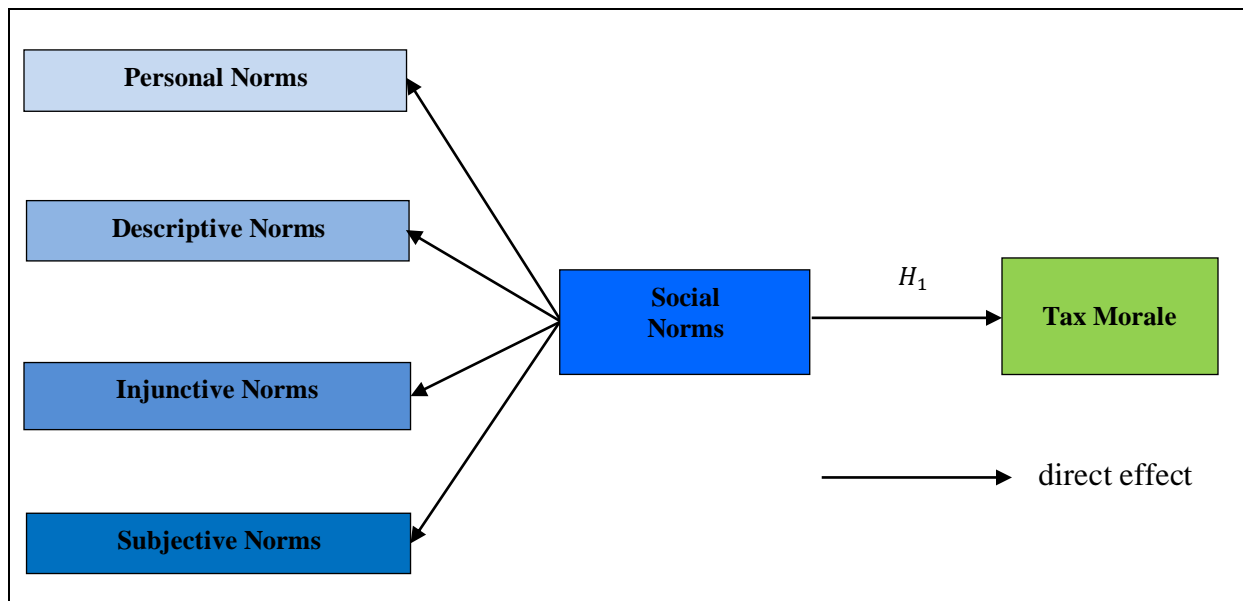 Personal Norms
Descriptive Norms
Injunctive Norms
Subjective Norms
Social
Norms
H₁
Tax Morale
direct effect